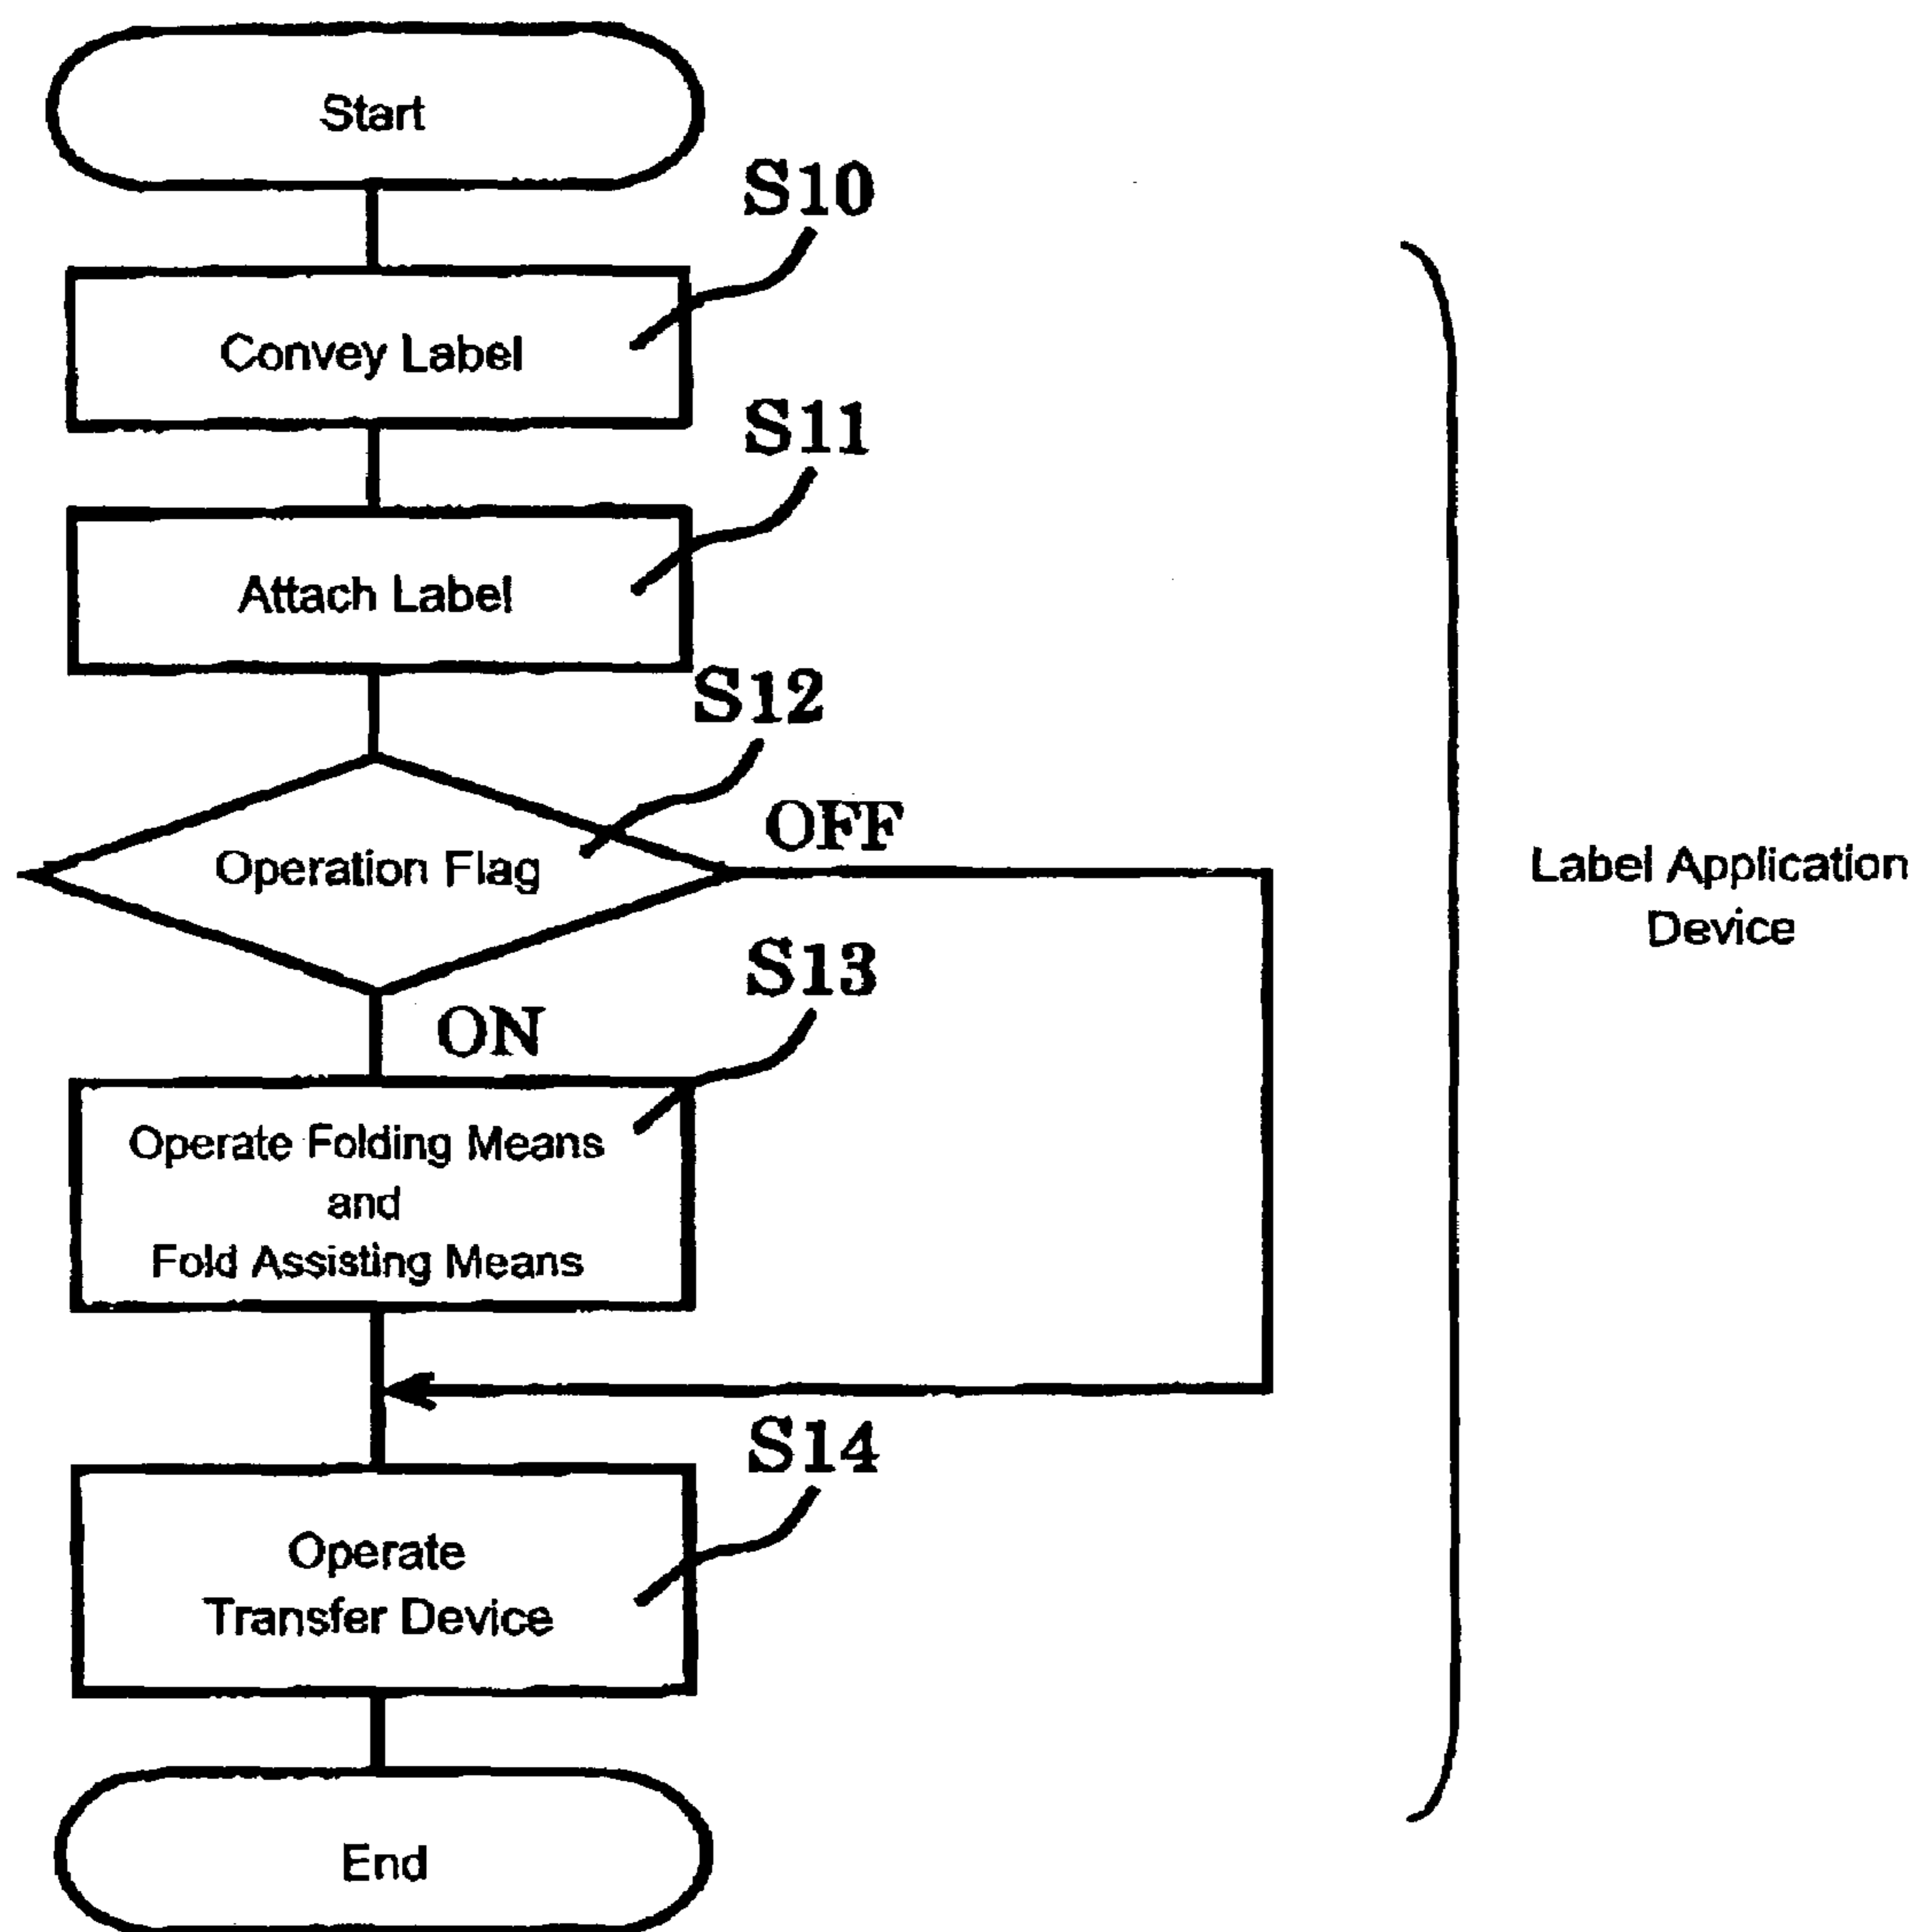 Start
S10
Convey Label
S11
Attach Label
S12
OFF
Operation Flag
Label Application
Device
S13
ON
Operate Folding Means
and
Fold Assisting Means
S14
Operate
Transfer Device
End